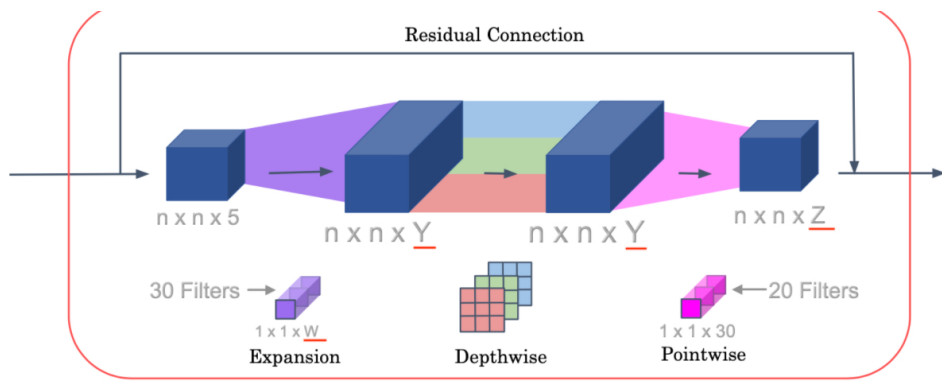 Residual Connection
n x n x 5
n x n x Y
n x n x Y
n x n x Z
30 Filters
20 Filters
1 x 1 x W
1 x 1 x 30
Expansion
Depthwise
Pointwise